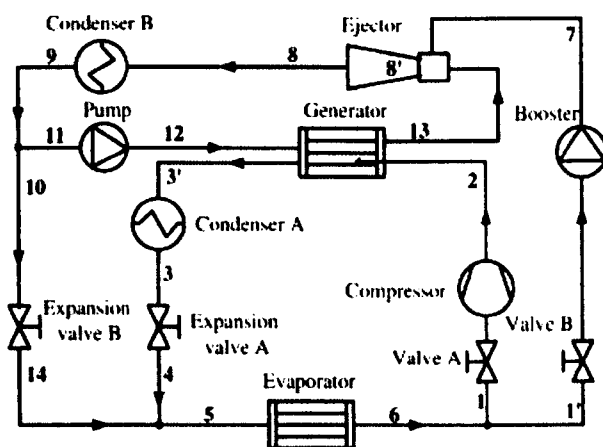 Condenser B
Ejector
7
9
8
8'
Pump
Generator
Booster
11
12
13
3'
2
10
Condenser A
3
Compressor
Expansion
valve B
Expansion
valve A
Valve B
Valve A
14
4
Evaporator
5
6
1
1'